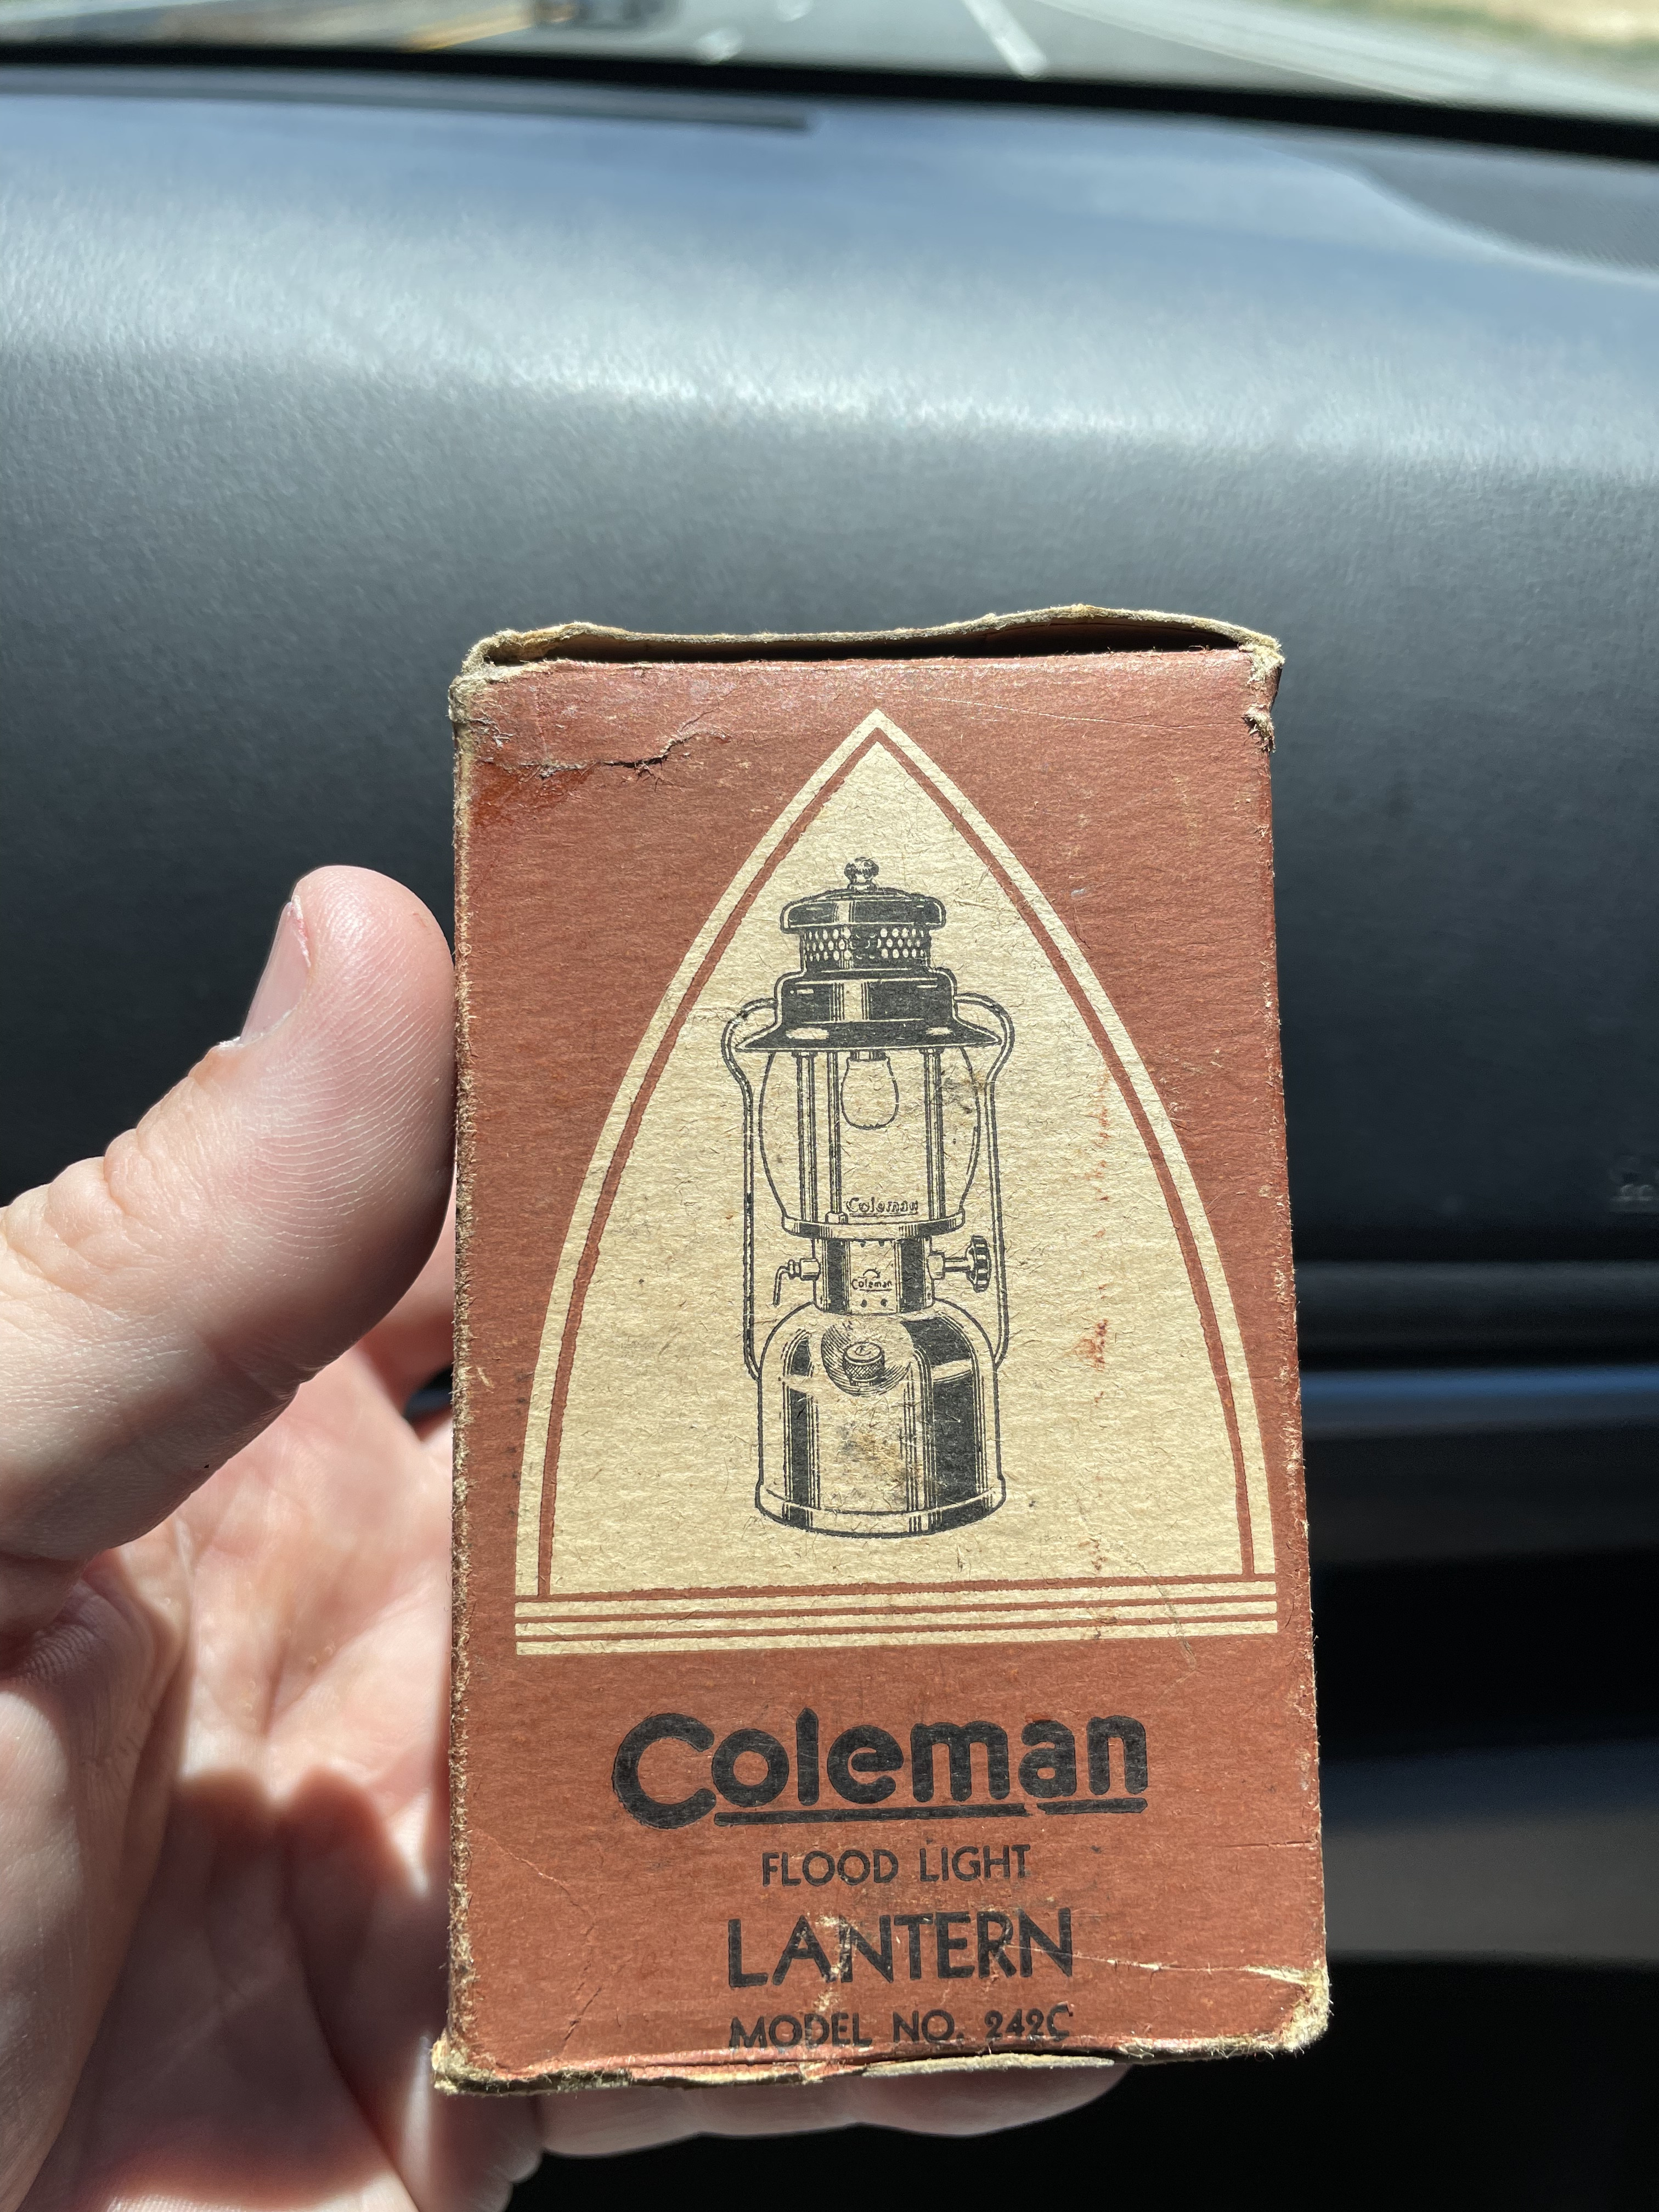 Coleman
Coleman
Coleman
FLOOD LIGHT
LANTERN
MODEL NO. 242C